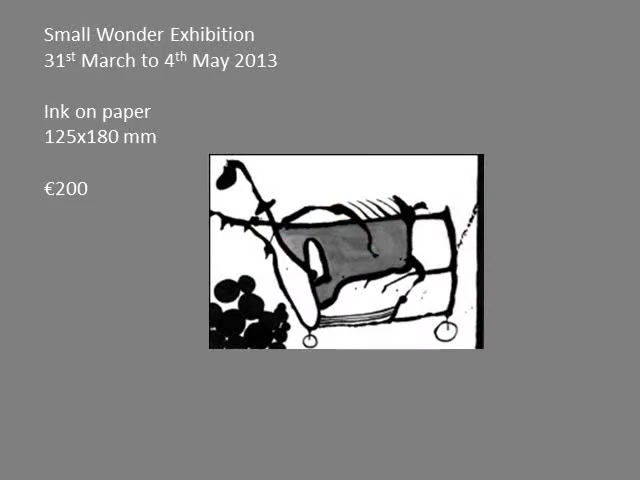 Small Wonder Exhibition
31st March to 4th May 2013
Ink on paper
125x180 mm
€200